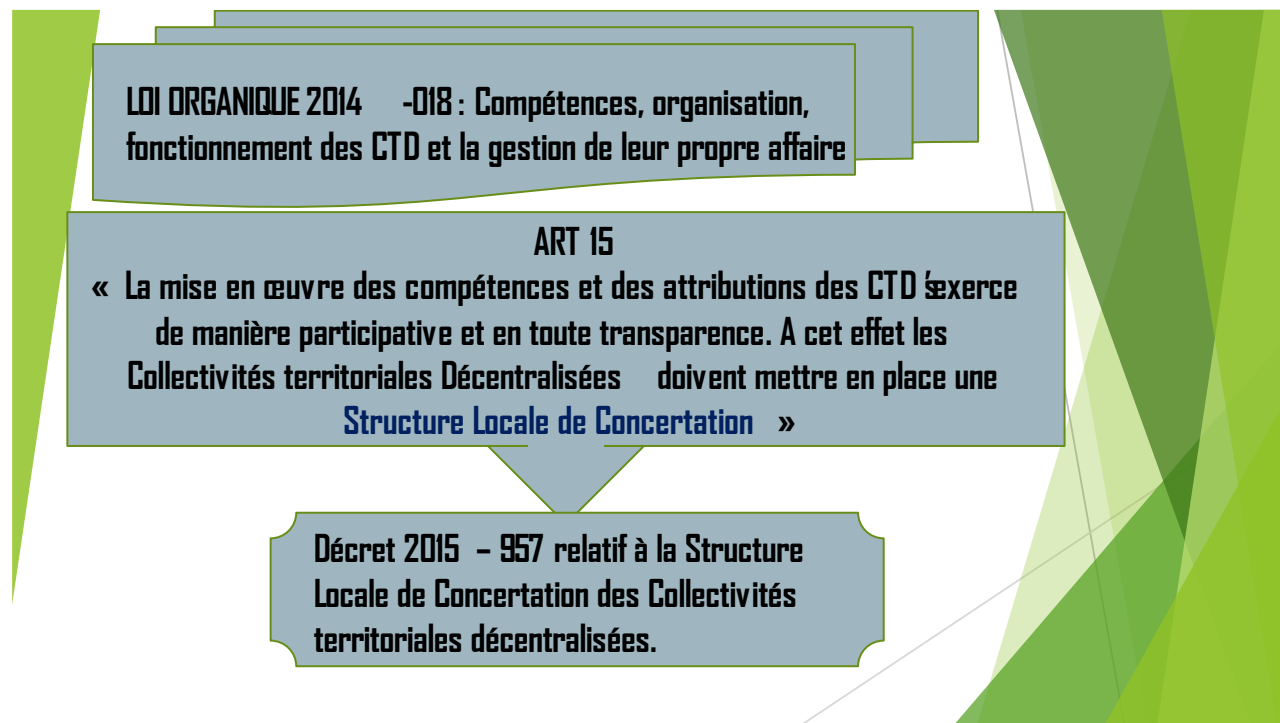 LOI ORGANIQUE 2014 -018 : Compétences, organisation,
fonctionnement des CTD et la gestion de leur propre affaire
ART 15
« La mise en œuvre des compétences et des attributions des CTD s'exerce
de manière participative et en toute transparence. A cet effet les
Collectivités territoriales Décentralisées doivent mettre en place une
Structure Locale de Concertation »
Décret 2015 – 957 relatif à la Structure
Locale de Concertation des Collectivités
territoriales décentralisées.